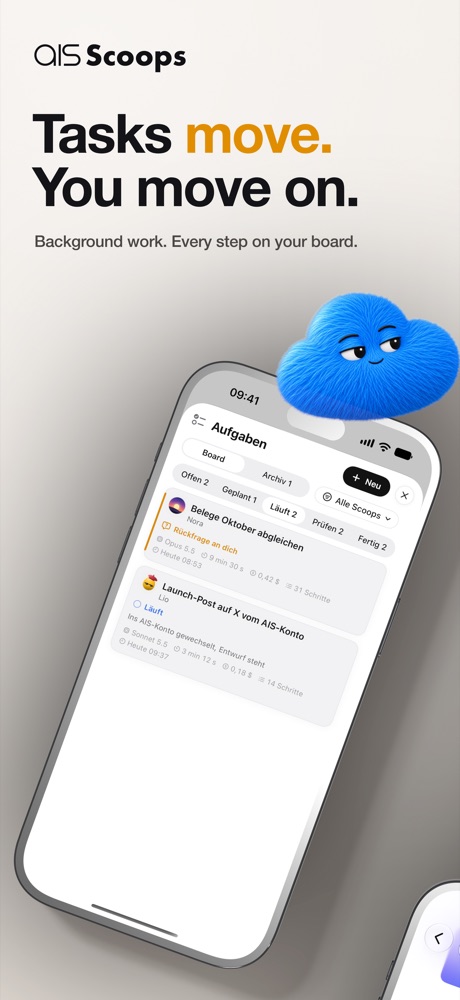 AIS Scoops
Tasks move.
You move on.
Background work. Every step on your board.
09:41
Aufgaben
+ Neu
Board
Archiv 1
Alle Scoops
Offen 2
Geplant 1
Läuft 2
Prüfen 2
Fertig 2
Belege Oktober abgleichen
Nora
Rückfrage an dich
Opus 5.5 9 min 30 s 0,42 $ 31 Schritte
Heute 08:53
Launch-Post auf X vom AIS-Konto
Lio
Läuft
Ins AIS-Konto gewechselt, Entwurf steht
Sonnet 5.5 3 min 12 s 0,18 $ 14 Schritte
Heute 09:37